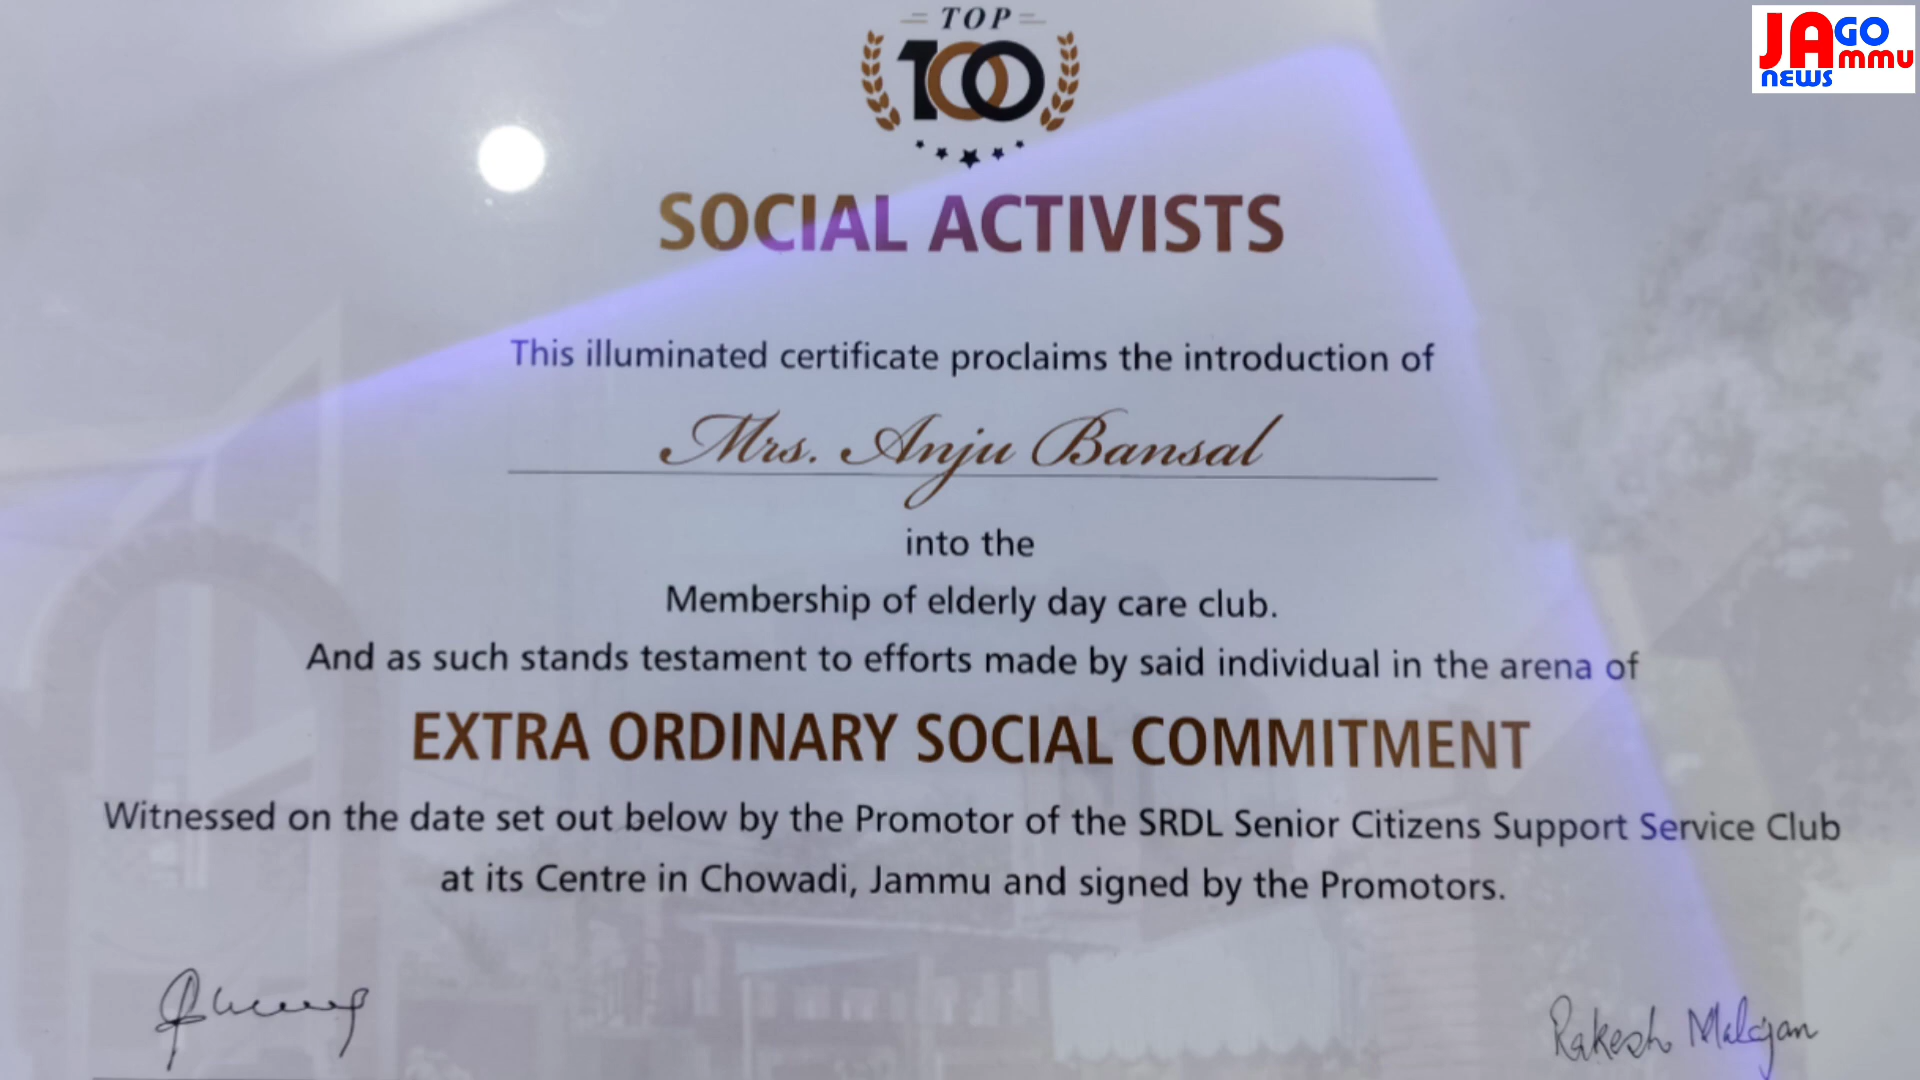 TOP
100
JAGO
JAmmu
news
SOCIAL ACTIVISTS
This illuminated certificate proclaims the introduction of
Mrs. Anju Bansal
into the
Membership of elderly day care club.
And as such stands testament to efforts made by said individual in the arena of
EXTRA ORDINARY SOCIAL COMMITMENT
Witnessed on the date set out below by the Promotor of the SRDL Senior Citizens Support Service Club
at its Centre in Chowadi, Jammu and signed by the Promotors.
Rakesh